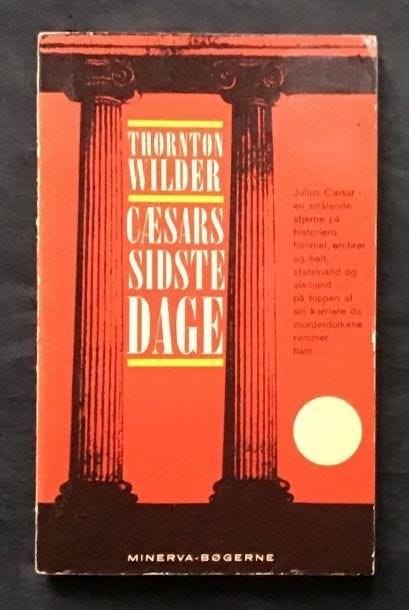 THORNTON
WILDER
CÆSARS
SIDSTE
DAGE
Julius Cæsar -
en strålende
stjerne på
historiens
himmel, erobrer
og helt,
statsmand og
vismand -
på toppen af
sin karriere da
morderdolkene
rammer
ham ...
MINERVA-BØGERNE